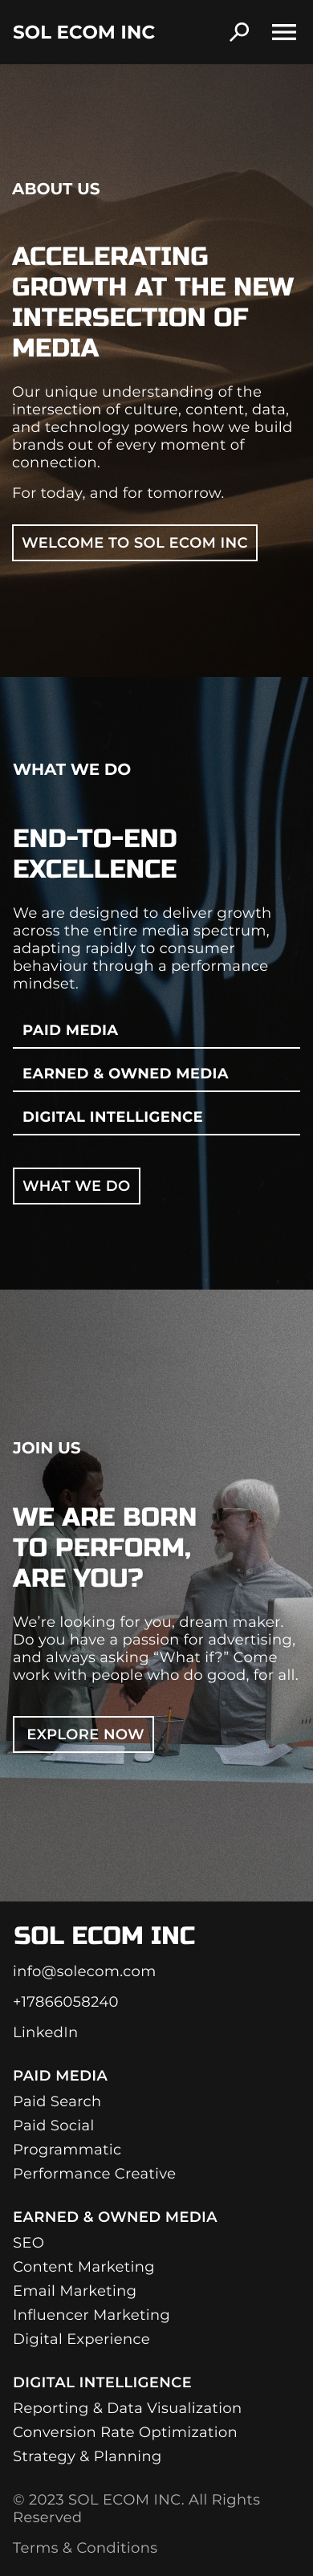 SOL ECOM INC
ABOUT US
ACCELERATING
GROWTH AT THE NEW
INTERSECTION OF
MEDIA
Our unique understanding of the
intersection of culture, content, data,
and technology powers how we build
brands out of every moment of
connection.
For today, and for tomorrow.
WELCOME TO SOL ECOM INC
WHAT WE DO
END-TO-END
EXCELLENCE
We are designed to deliver growth
across the entire media spectrum,
adapting rapidly to consumer
behaviour through a performance
mindset.
PAID MEDIA
EARNED & OWNED MEDIA
DIGITAL INTELLIGENCE
WHAT WE DO
JOIN US
WE ARE BORN
TO PERFORM,
ARE YOU?
We’re looking for you, dream maker.
Do you have a passion for advertising,
and always asking “What if?” Come
work with people who do good, for all.
EXPLORE NOW
SOL ECOM INC
info@solecom.com
+17866058240
LinkedIn
PAID MEDIA
Paid Search
Paid Social
Programmatic
Performance Creative
EARNED & OWNED MEDIA
SEO
Content Marketing
Email Marketing
Influencer Marketing
Digital Experience
DIGITAL INTELLIGENCE
Reporting & Data Visualization
Conversion Rate Optimization
Strategy & Planning
© 2023 SOL ECOM INC. All Rights
Reserved
Terms & Conditions